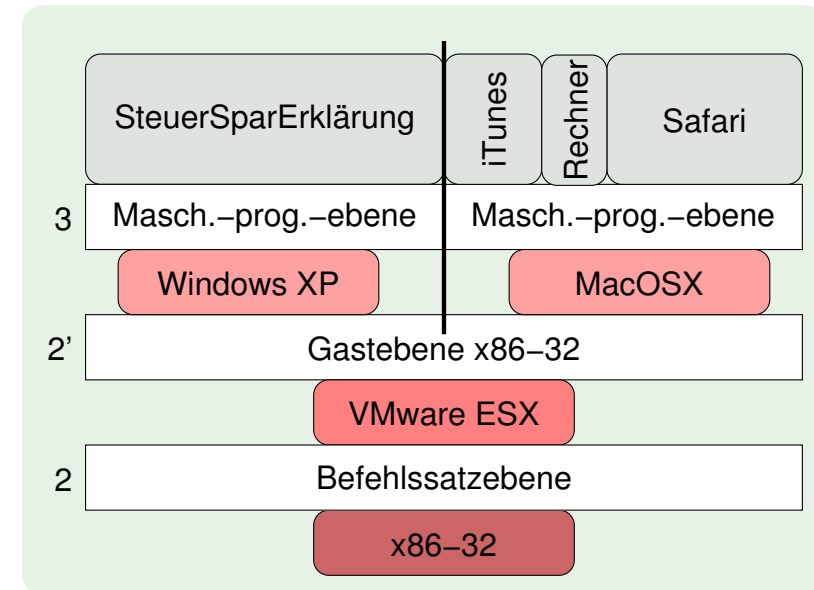 SteuerSparErklärung
iTunes
Rechner
Safari
3
Masch.–prog.–ebene
Masch.–prog.–ebene
Windows XP
MacOSX
2’
Gastebene x86–32
VMware ESX
2
Befehlssatzebene
x86–32